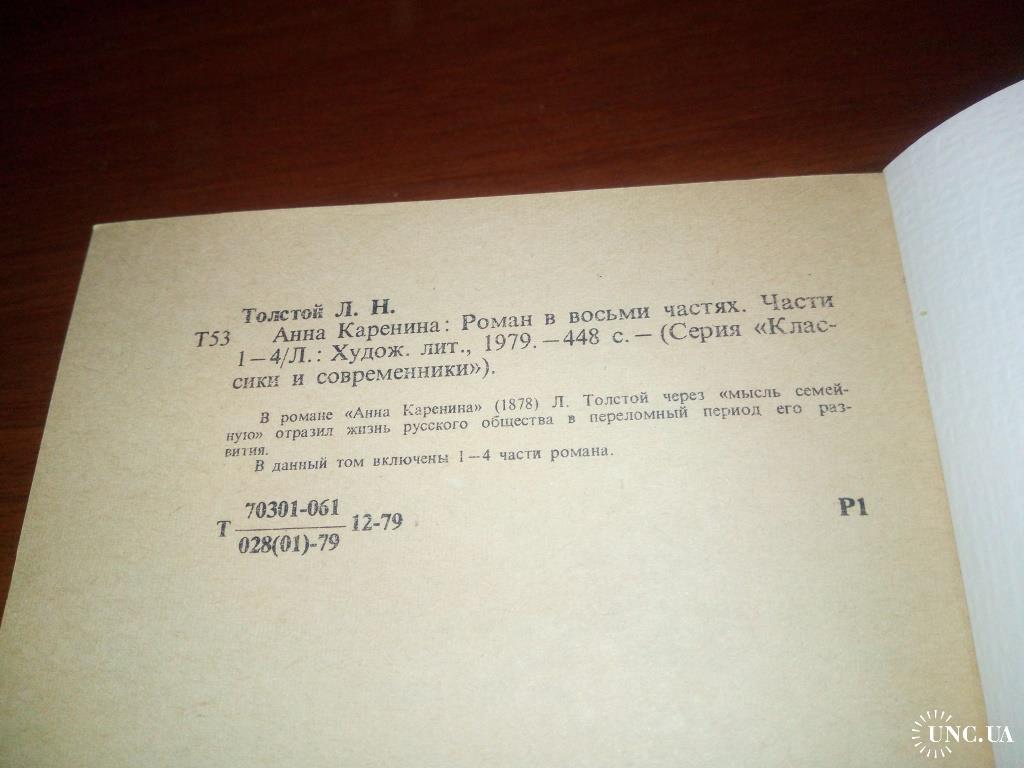 Толстой Л. Н.
Т53 Анна Каренина: Роман в восьми частях. Части
1—4/Л.: Худож. лит., 1979.—448 с.— (Серия «Клас-
сики и современники»).
В романе «Анна Каренина» (1878) Л. Толстой через «мысль семей-
ную» отразил жизнь русского общества в переломный период его раз-
вития.
В данный том включены 1—4 части романа.
Т 70301-061
028(01)-79 12-79
Р1
UNC.UA